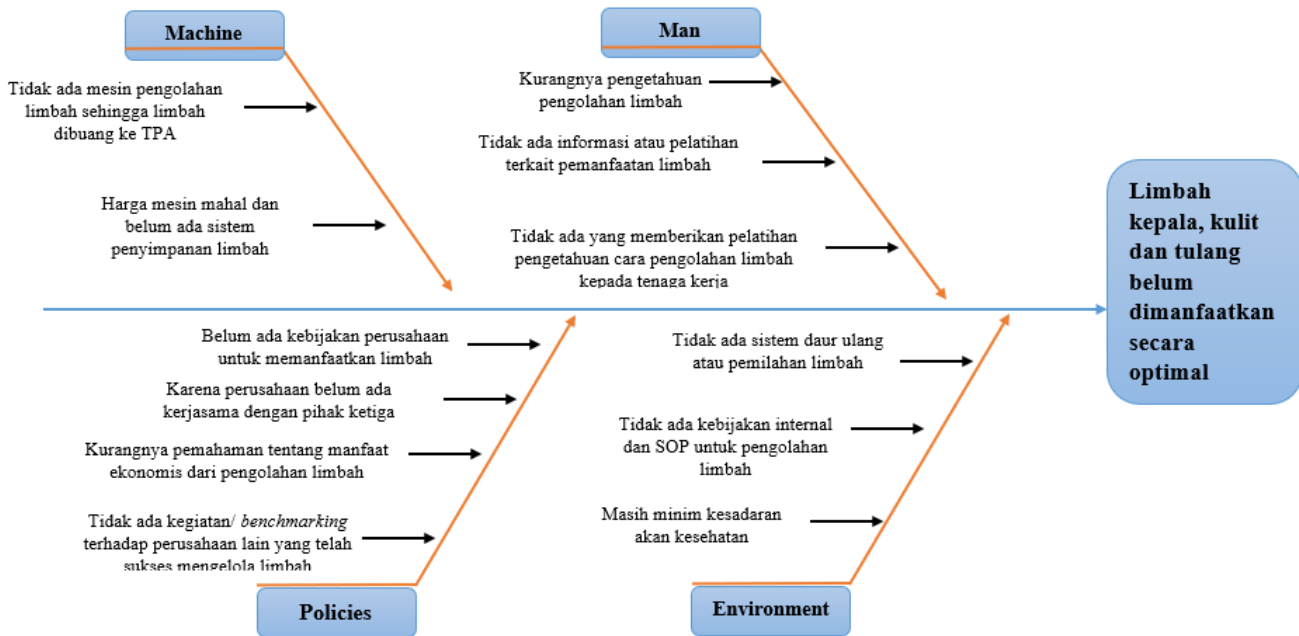 Machine
Tidak ada mesin pengolahan
limbah sehingga limbah
dibuang ke TPA
Harga mesin mahal dan
belum ada sistem
penyimpanan limbah
Man
Kurangnya pengetahuan
pengolahan limbah
Tidak ada informasi atau pelatihan
terkait pemanfaatan limbah
Tidak ada yang memberikan pelatihan
pengetahuan cara pengolahan limbah
kepada tenaga kerja
Limbah
kepala, kulit
dan tulang
belum
dimanfaatkan
secara
optimal
Belum ada kebijakan perusahaan
untuk memanfaatkan limbah
Karena perusahaan belum ada
kerjasama dengan pihak ketiga
Kurangnya pemahaman tentang manfaat
ekonomis dari pengolahan limbah
Tidak ada kegiatan/ benchmarking
terhadap perusahaan lain yang telah
sukses mengelola limbah
Policies
Tidak ada sistem daur ulang
atau pemilahan limbah
Tidak ada kebijakan internal
dan SOP untuk pengolahan
limbah
Masih minim kesadaran
akan kesehatan
Environment